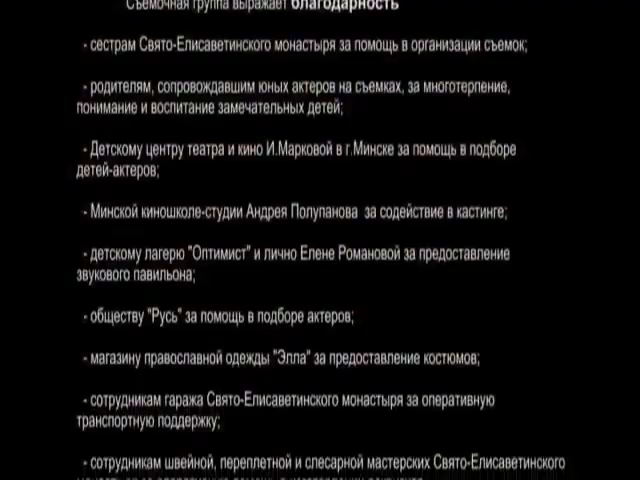 Съемочная группа выражает благодарность
- сестрам Свято-Елисаветинского монастыря за помощь в организации съемок;
- родителям, сопровождавшим юных актеров на съемках, за многотерпение,
понимание и воспитание замечательных детей;
- Детскому центру театра и кино И.Марковой в г.Минске за помощь в подборе
детей-актеров;
- Минской киношколе-студии Андрея Полупанова за содействие в кастинге;
- детскому лагерю "Оптимист" и лично Елене Романовой за предоставление
звукового павильона;
- обществу "Русь" за помощь в подборе актеров;
- магазину православной одежды "Элла" за предоставление костюмов;
- сотрудникам гаража Свято-Елисаветинского монастыря за оперативную
транспортную поддержку;
- сотрудникам швейной, переплетной и слесарной мастерских Свято-Елисаветинского